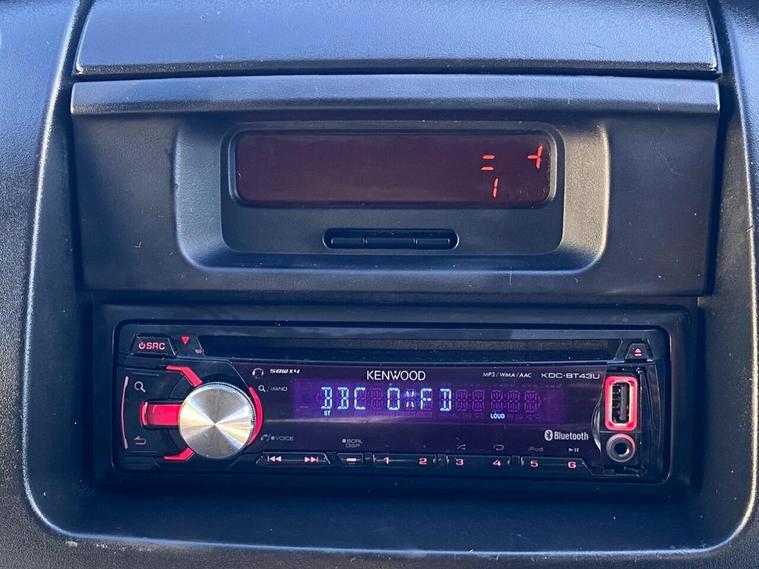 SRC
50W×4
KENWOOD
MP3/WMA/AAC
KDC-BT43U
BAND
BBC OXFD
ST
LOUD
VOICE
SCRL
DISP
Bluetooth
iPod
1 2 3 4 5 6